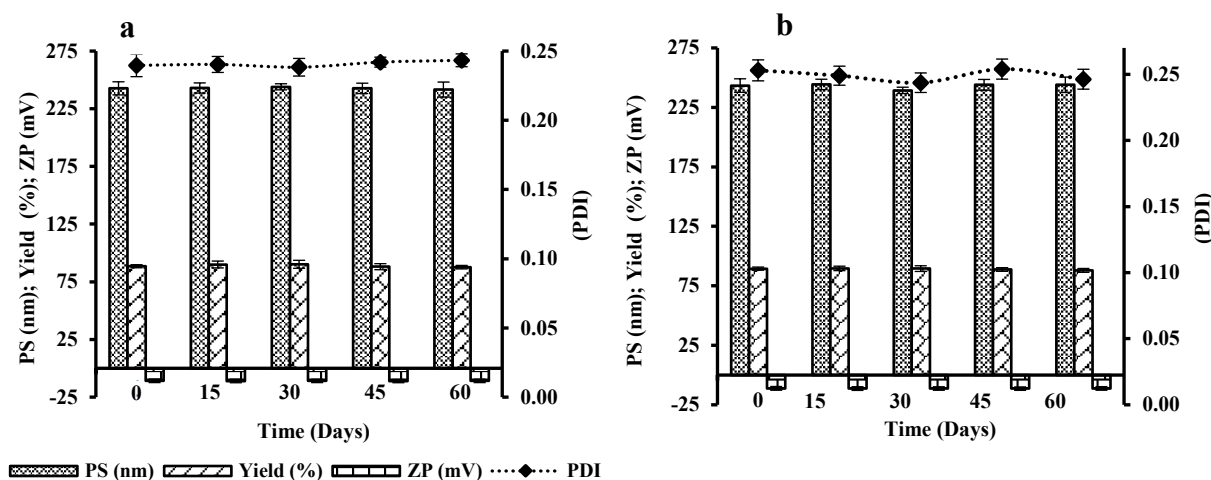 a
PS (nm); Yield (%); ZP (mV)
275
225
175
125
75
25
-25
0.25
0.20
0.15
0.10
0.05
0.00
(PDI)
0 15 30 45 60
Time (Days)
b
PS (nm); Yield (%); ZP (mV)
275
225
175
125
75
25
-25
0.25
0.20
0.15
0.10
0.05
0.00
(PDI)
0 15 30 45 60
Time (Days)
PS (nm) Yield (%) ZP (mV) PDI